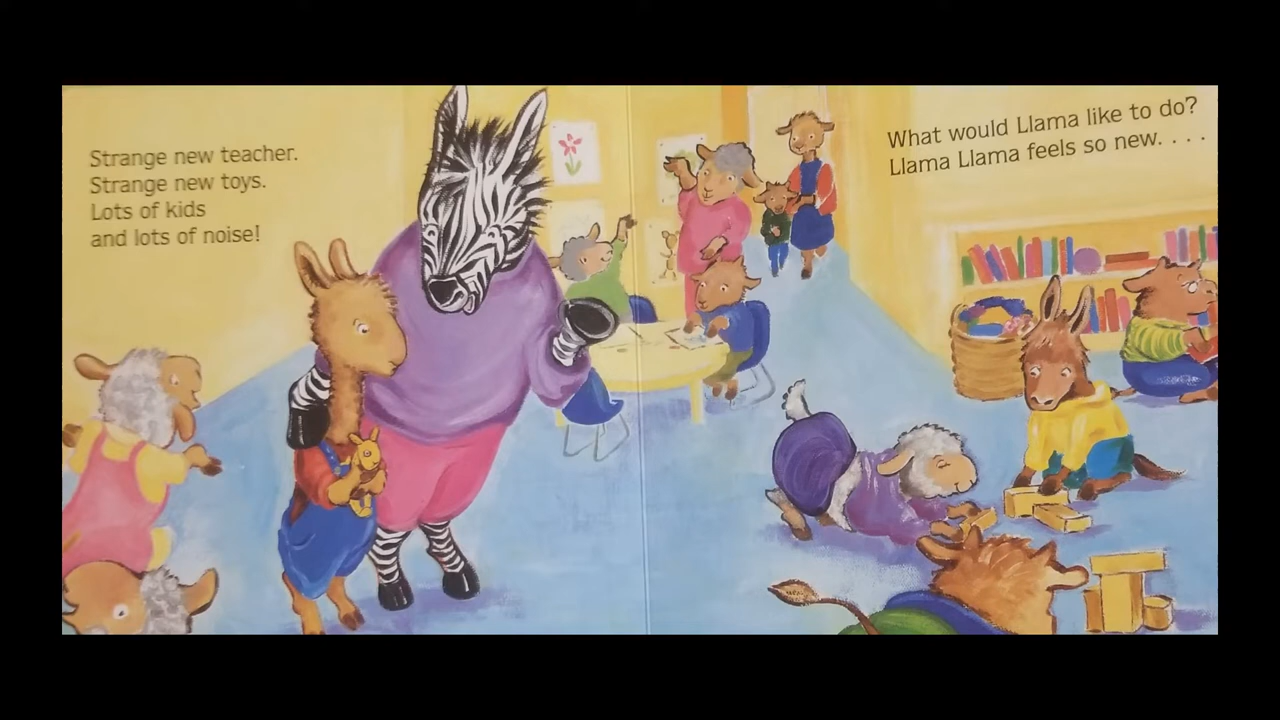 Strange new teacher.
Strange new toys.
Lots of kids
and lots of noise!
What would Llama like to do?
Llama Llama feels so new. . . .